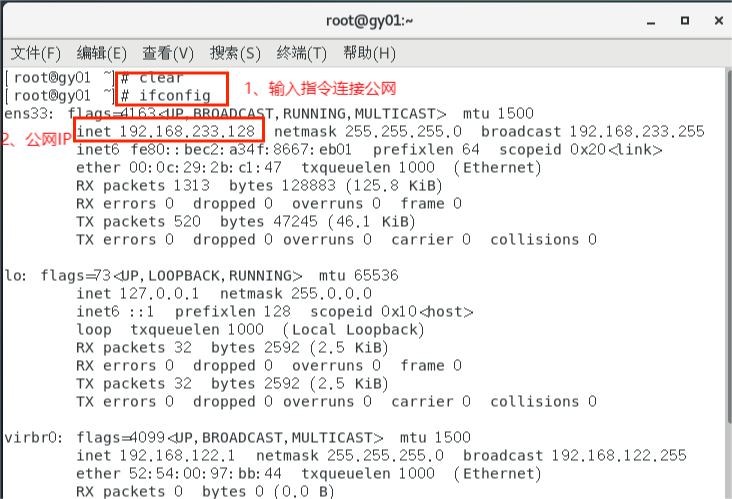 root@gy01:~
文件(F) 编辑(E) 查看(V) 搜索(S) 终端(T) 帮助(H)
[root@gy01 ~]# clear
[root@gy01 ~]# ifconfig 1、输入指令连接公网
ens33: flags=4163<UP,BROADCAST,RUNNING,MULTICAST> mtu 1500
2、公网IP inet 192.168.233.128 netmask 255.255.255.0 broadcast 192.168.233.255
inet6 fe80::bec2:a34f:8667:eb01 prefixlen 64 scopeid 0x20<link>
ether 00:0c:29:2b:c1:47 txqueuelen 1000 (Ethernet)
RX packets 1313 bytes 128883 (125.8 KiB)
RX errors 0 dropped 0 overruns 0 frame 0
TX packets 520 bytes 47245 (46.1 KiB)
TX errors 0 dropped 0 overruns 0 carrier 0 collisions 0
lo: flags=73<UP,LOOPBACK,RUNNING> mtu 65536
inet 127.0.0.1 netmask 255.0.0.0
inet6 ::1 prefixlen 128 scopeid 0x10<host>
loop txqueuelen 1000 (Local Loopback)
RX packets 32 bytes 2592 (2.5 KiB)
RX errors 0 dropped 0 overruns 0 frame 0
TX packets 32 bytes 2592 (2.5 KiB)
TX errors 0 dropped 0 overruns 0 carrier 0 collisions 0
virbr0: flags=4099<UP,BROADCAST,MULTICAST> mtu 1500
inet 192.168.122.1 netmask 255.255.255.0 broadcast 192.168.122.255
ether 52:54:00:97:bb:44 txqueuelen 1000 (Ethernet)
RX packets 0 bytes 0 (0.0 B)